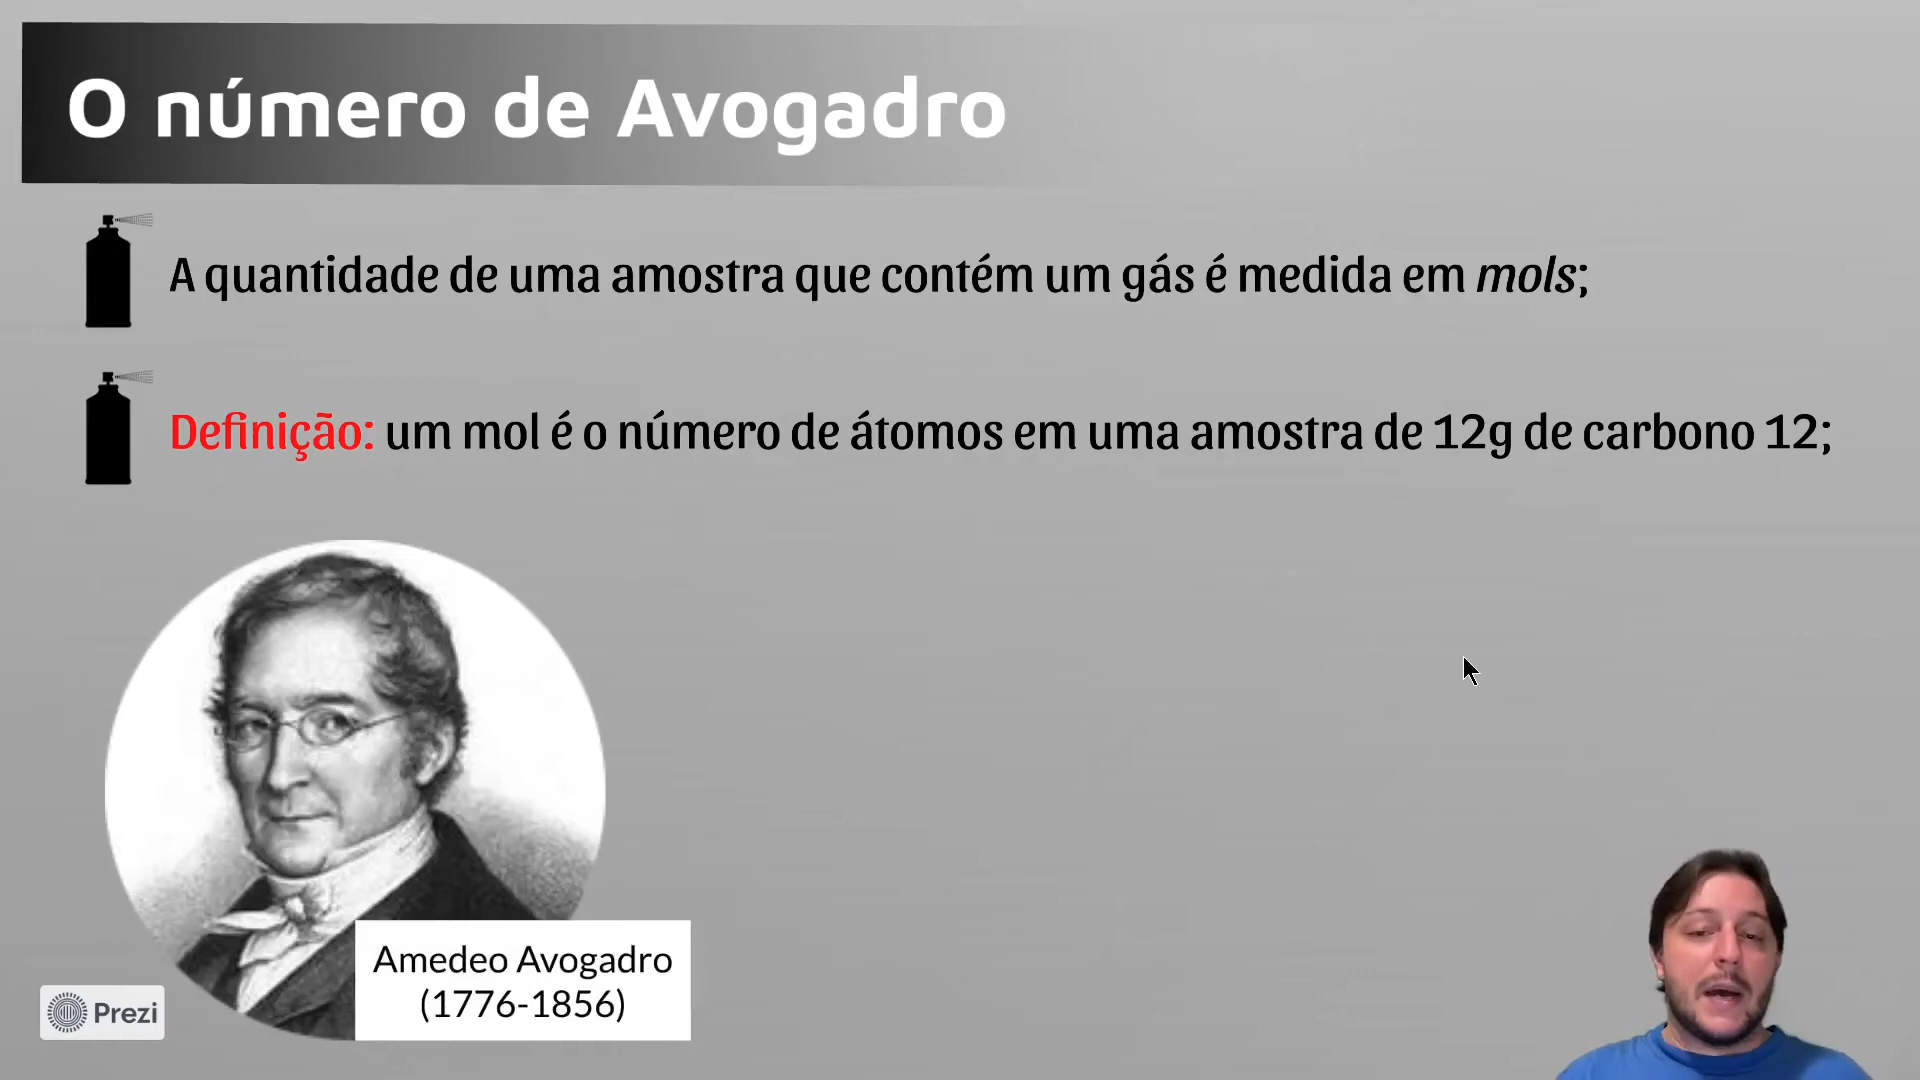 O número de Avogadro
A quantidade de uma amostra que contém um gás é medida em mols;
Definição: um mol é o número de átomos em uma amostra de 12g de carbono 12;
Amedeo Avogadro
(1776-1856)
Prezi